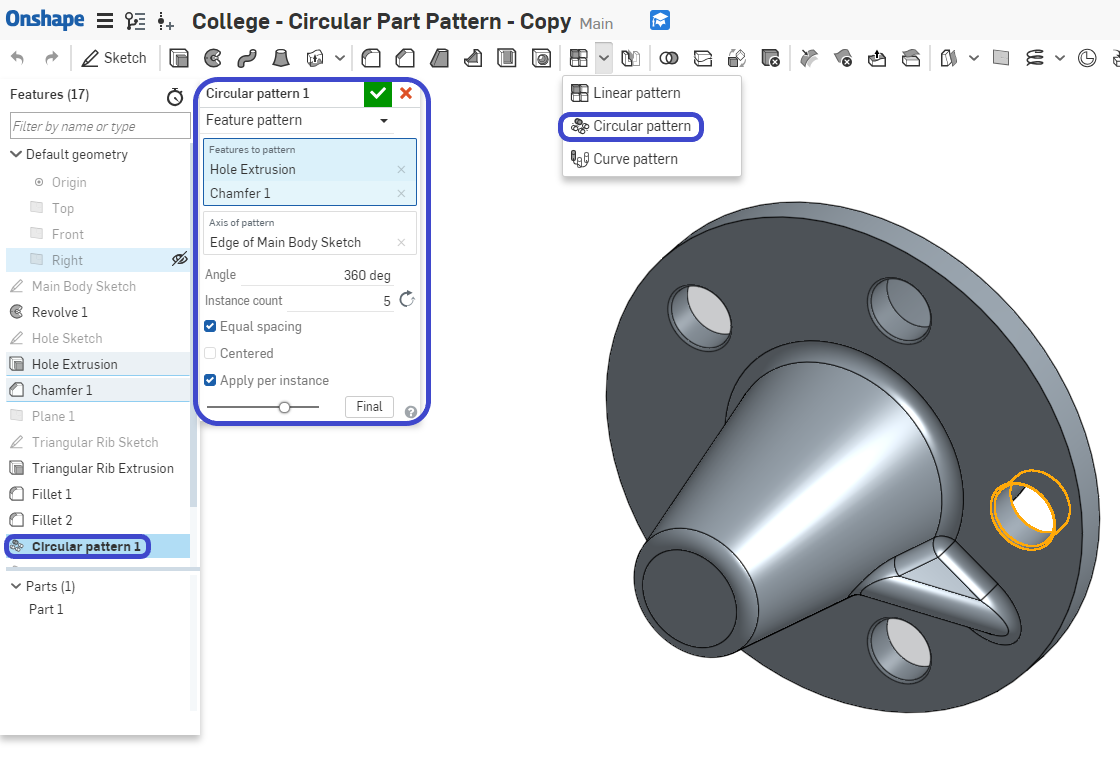 Onshape College - Circular Part Pattern - Copy Main
Sketch
Features (17)
Filter by name or type
Default geometry
Origin
Top
Front
Right
Main Body Sketch
Revolve 1
Hole Sketch
Hole Extrusion
Chamfer 1
Plane 1
Triangular Rib Sketch
Triangular Rib Extrusion
Fillet 1
Fillet 2
Circular pattern 1
Parts (1)
Part 1
Circular pattern 1
Feature pattern
Features to pattern
Hole Extrusion
Chamfer 1
Axis of pattern
Edge of Main Body Sketch
Angle 360 deg
Instance count 5
Equal spacing
Centered
Apply per instance
Final
Linear pattern
Circular pattern
Curve pattern